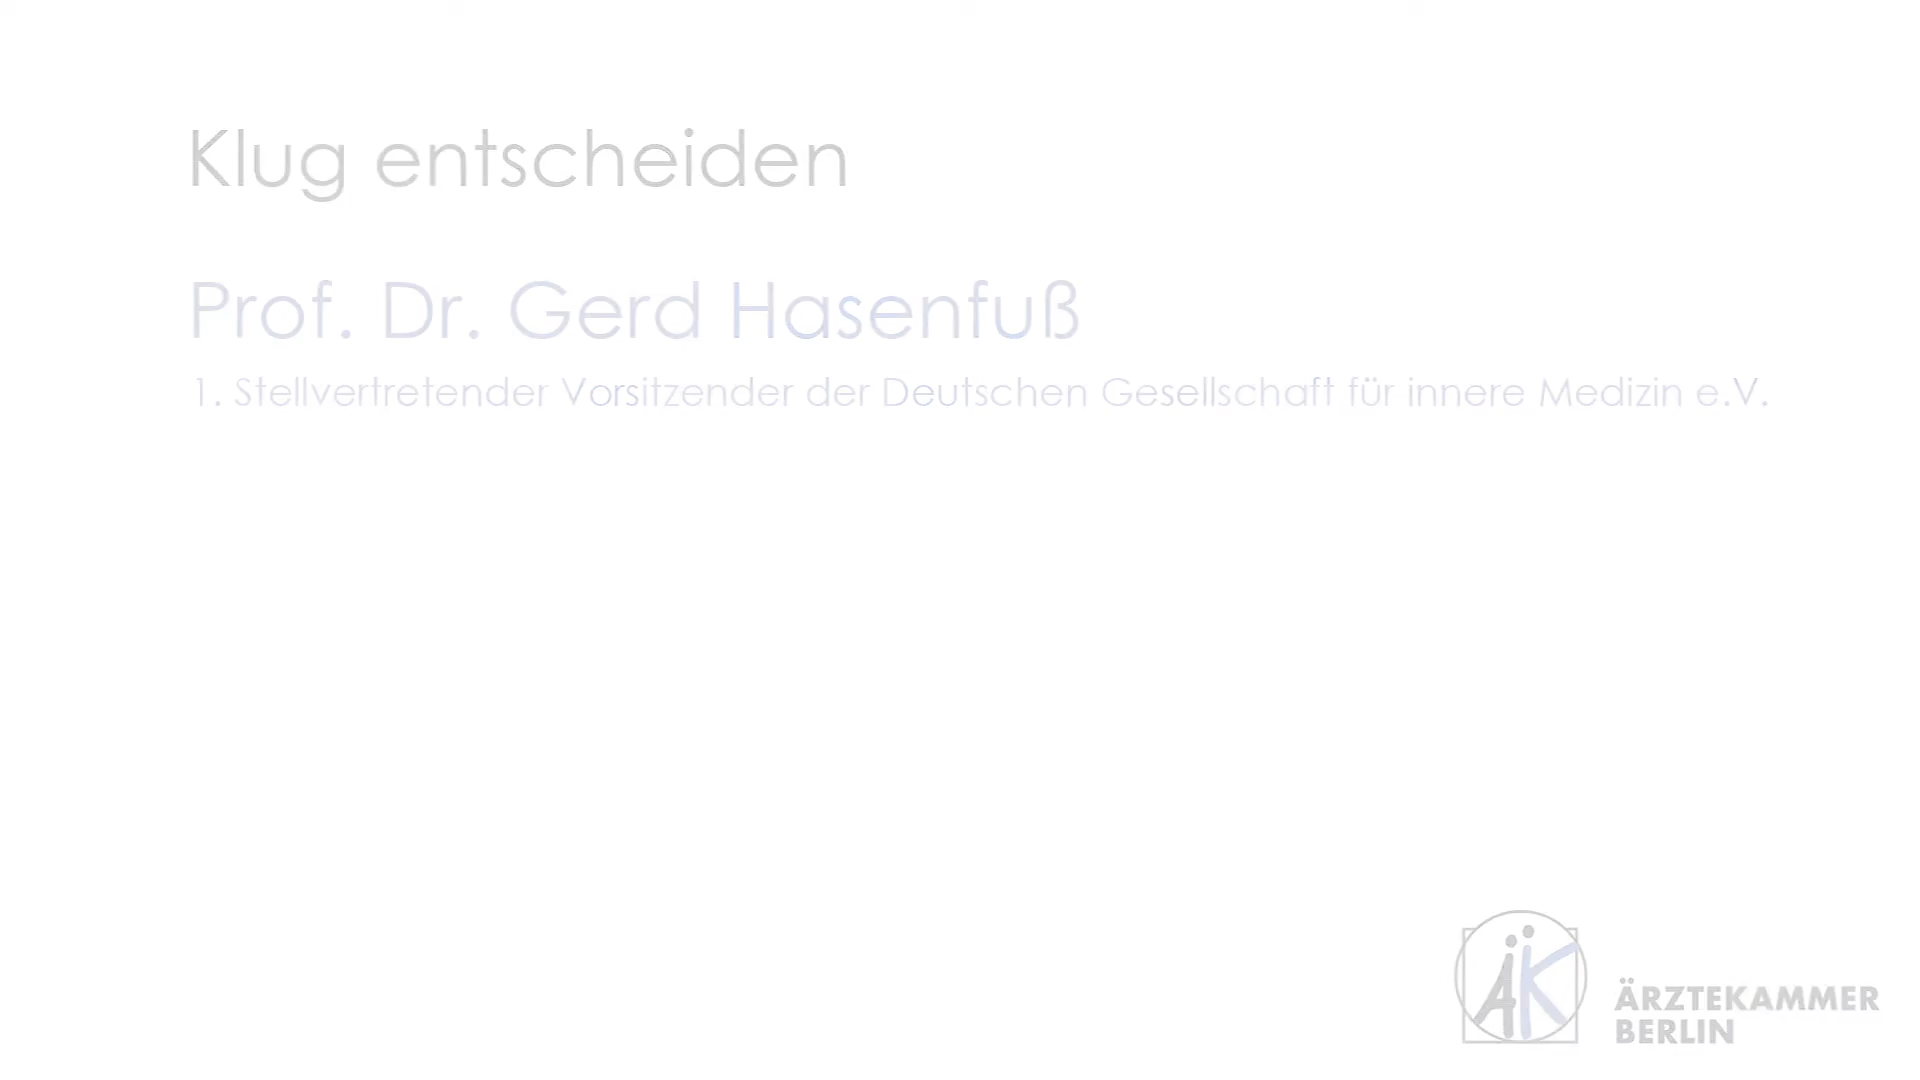 Klug entscheiden
Prof. Dr. Gerd Hasenfuß
1. Stellvertretender Vorsitzender der Deutschen Gesellschaft für innere Medizin e.V.
ÄK
ÄRZTEKAMMER
BERLIN